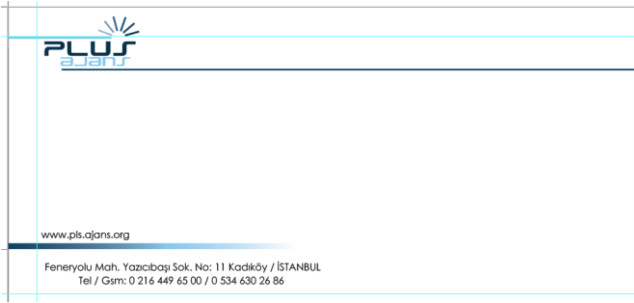 PLUS
ajans
www.pls.ajans.org
Feneryolu Mah. Yazıcıbaşı Sok. No: 11 Kadıköy / İSTANBUL
Tel / Gsm: 0 216 449 65 00 / 0 534 630 26 86